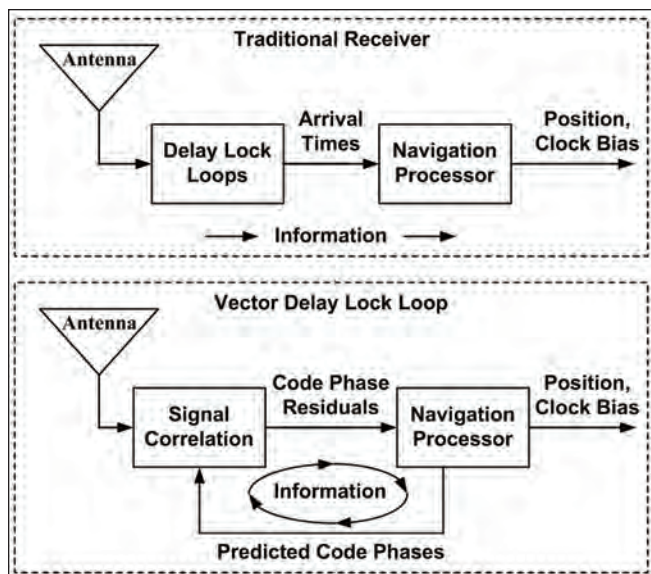 Traditional Receiver
Antenna
Delay Lock
Loops
Arrival
Times
Navigation
Processor
Position,
Clock Bias
Information
Vector Delay Lock Loop
Antenna
Signal
Correlation
Code Phase
Residuals
Navigation
Processor
Position,
Clock Bias
Information
Predicted Code Phases